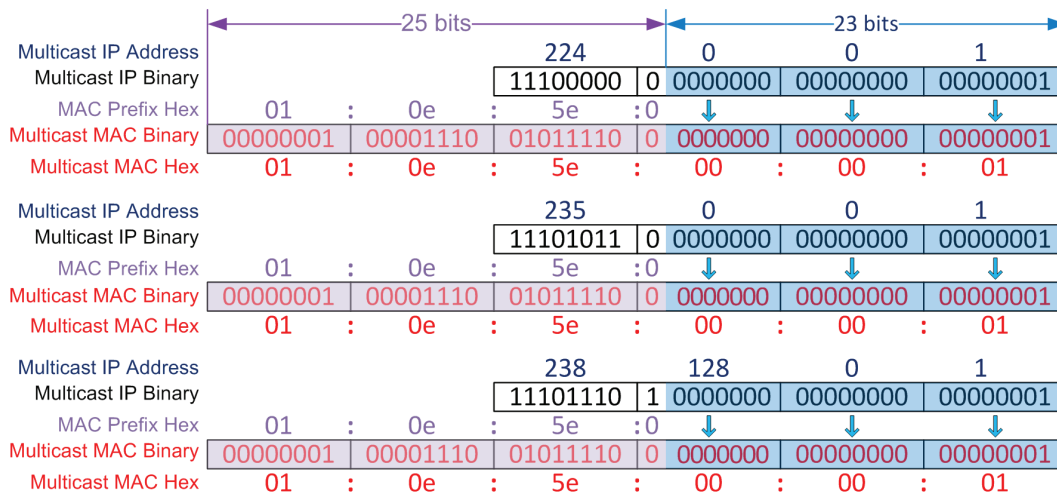 25 bits 23 bits
Multicast IP Address 224 0 0 1
Multicast IP Binary 11100000 0 0000000 00000000 00000001
MAC Prefix Hex 01 : 0e : 5e :0
Multicast MAC Binary 00000001 00001110 01011110 0 0000000 00000000 00000001
Multicast MAC Hex 01 : 0e : 5e : 00 : 00 : 01
Multicast IP Address 235 0 0 1
Multicast IP Binary 11101011 0 0000000 00000000 00000001
MAC Prefix Hex 01 : 0e : 5e :0
Multicast MAC Binary 00000001 00001110 01011110 0 0000000 00000000 00000001
Multicast MAC Hex 01 : 0e : 5e : 00 : 00 : 01
Multicast IP Address 238 128 0 1
Multicast IP Binary 11101110 1 0000000 00000000 00000001
MAC Prefix Hex 01 : 0e : 5e :0
Multicast MAC Binary 00000001 00001110 01011110 0 0000000 00000000 00000001
Multicast MAC Hex 01 : 0e : 5e : 00 : 00 : 01